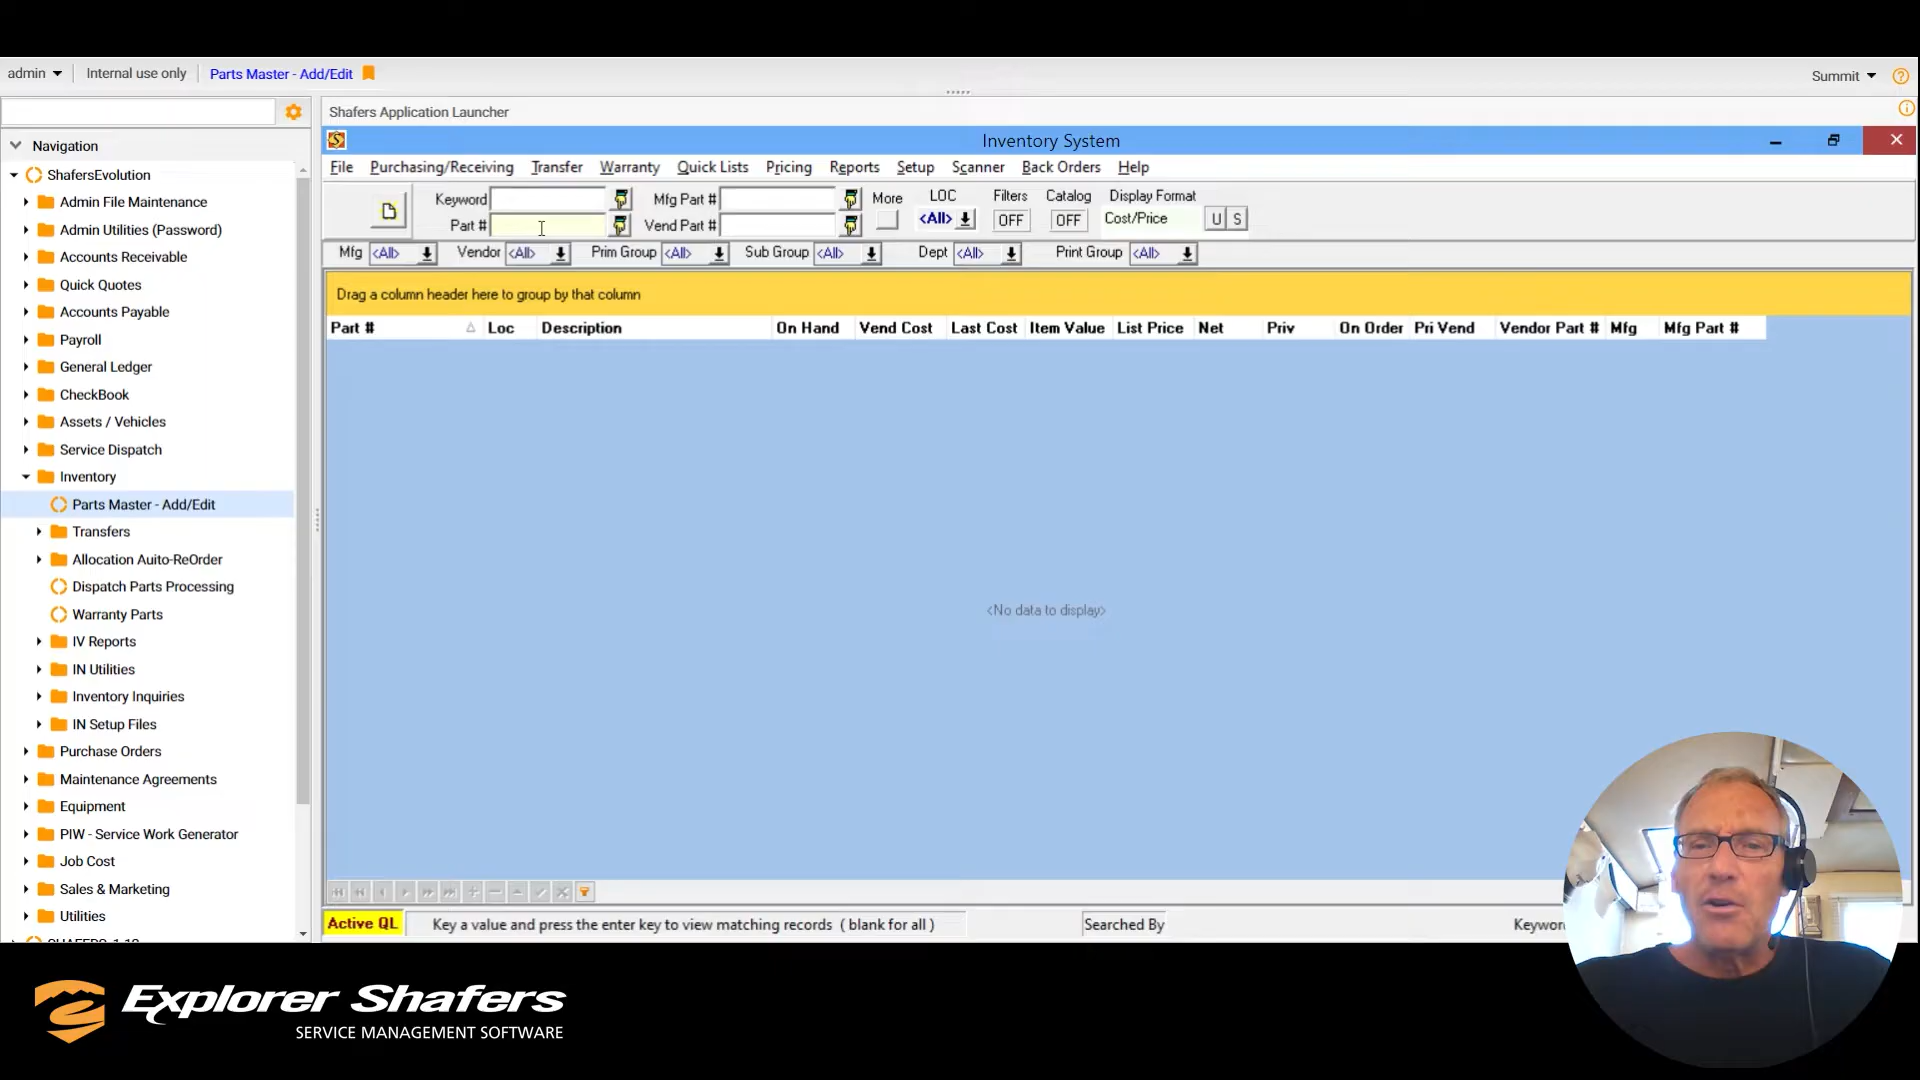 admin Internal use only Parts Master - Add/Edit Summit
Shafers Application Launcher
Navigation
ShafersEvolution
Admin File Maintenance
Admin Utilities (Password)
Accounts Receivable
Quick Quotes
Accounts Payable
Payroll
General Ledger
CheckBook
Assets / Vehicles
Service Dispatch
Inventory
Parts Master - Add/Edit
Transfers
Allocation Auto-ReOrder
Dispatch Parts Processing
Warranty Parts
IV Reports
IN Utilities
Inventory Inquiries
IN Setup Files
Purchase Orders
Maintenance Agreements
Equipment
PIW - Service Work Generator
Job Cost
Sales & Marketing
Utilities
Inventory System
File Purchasing/Receiving Transfer Warranty Quick Lists Pricing Reports Setup Scanner Back Orders Help
Keyword Mfg Part # More LOC Filters Catalog Display Format
Part # Vend Part # <All> OFF OFF Cost/Price U S
Mfg <All> Vendor <All> Prim Group <All> Sub Group <All> Dept <All> Print Group <All>
Drag a column header here to group by that column
Part # Loc Description On Hand Vend Cost Last Cost Item Value List Price Net Priv On Order Pri Vend Vendor Part # Mfg Mfg Part #
<No data to display>
Active QL Key a value and press the enter key to view matching records ( blank for all ) Searched By
Explorer Shafers
SERVICE MANAGEMENT SOFTWARE